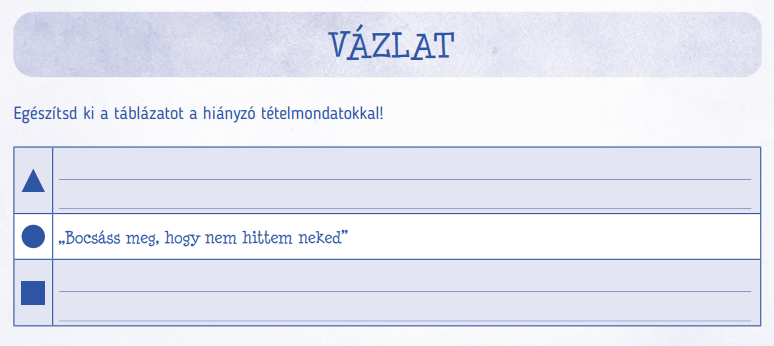 VÁZLAT
Egészítsd ki a táblázatot a hiányzó tételmondatokkal!
„Bocsáss meg, hogy nem hittem neked”